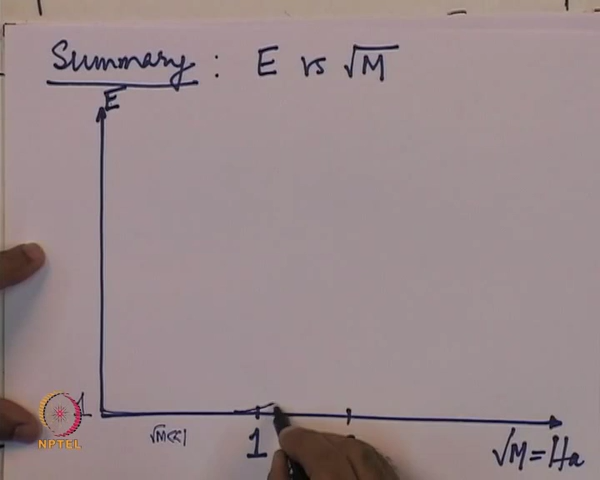 Summary : E vs √M
E
1
√M<<1
1
√M = Ha
NPTEL